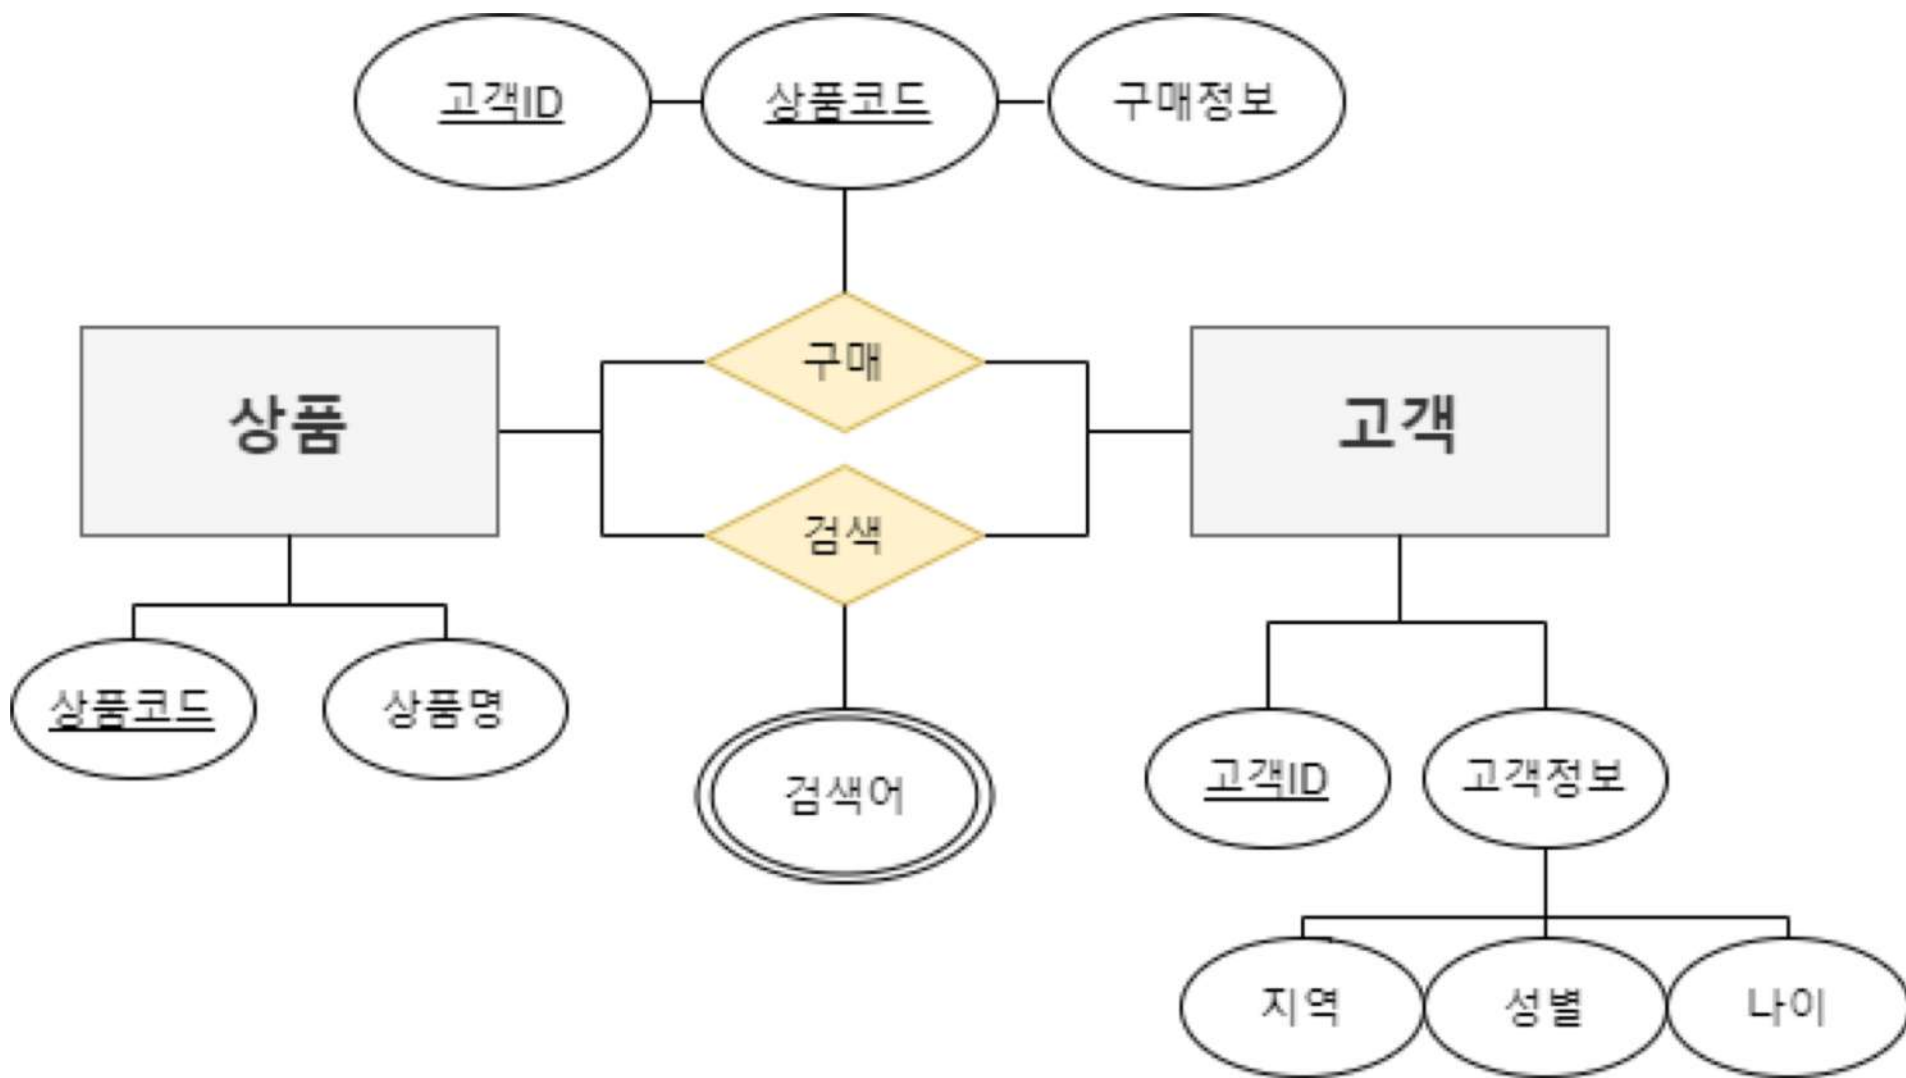 고객ID
상품코드
구매정보
구매
상품
고객
검색
상품코드
상품명
검색어
고객ID
고객정보
지역
성별
나이